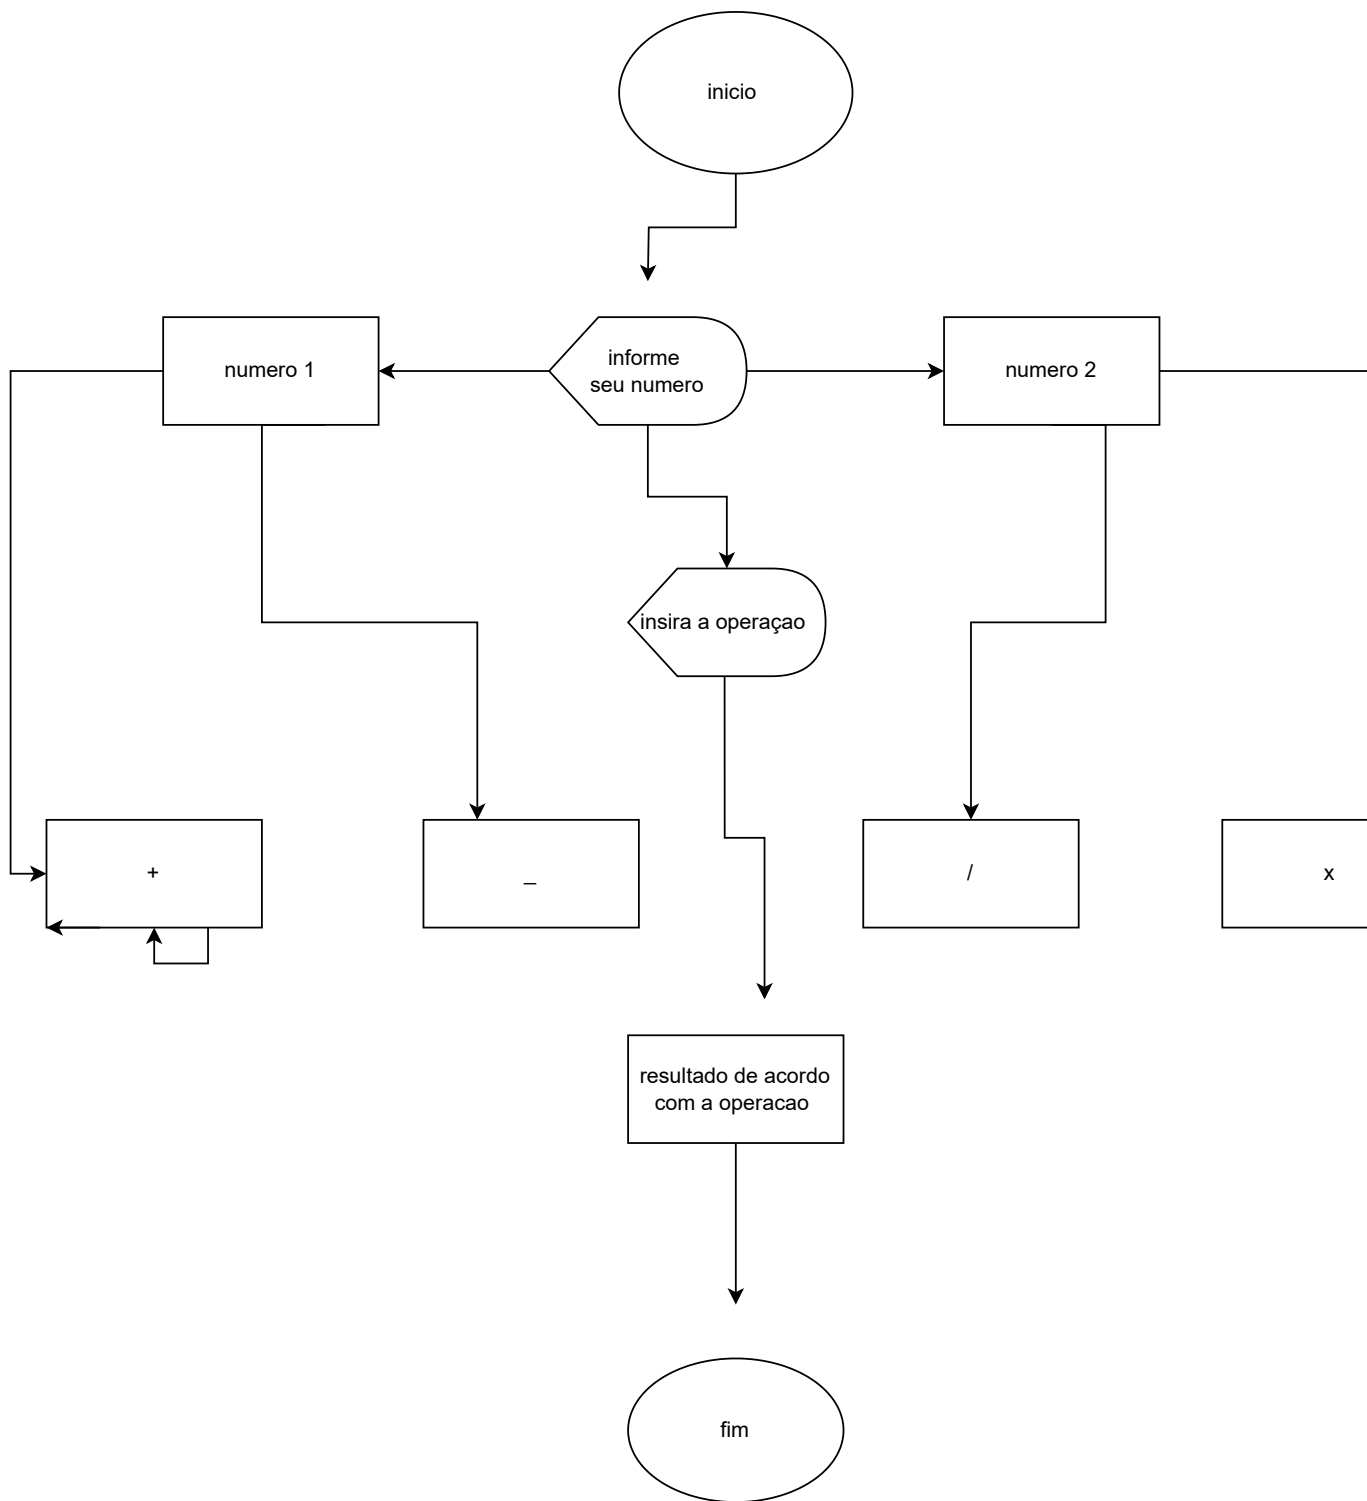 inicio
numero 1
informe
seu numero
numero 2
insira a operaçao
+
_
/
x
resultado de acordo
com a operacao
fim